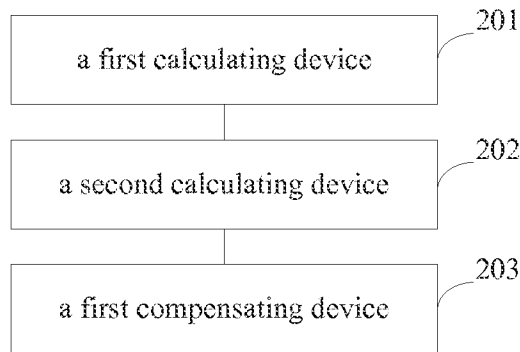 201
a first calculating device
202
a second calculating device
203
a first compensating device